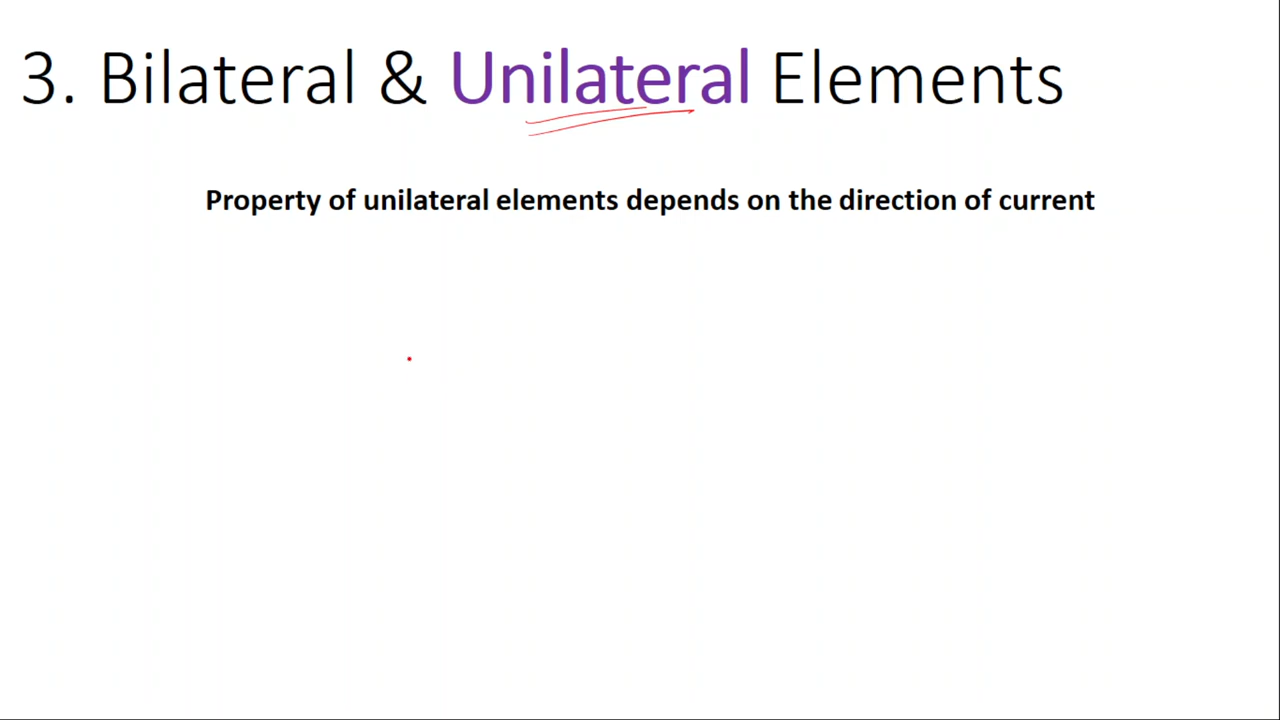 3. Bilateral & Unilateral Elements
Property of unilateral elements depends on the direction of current